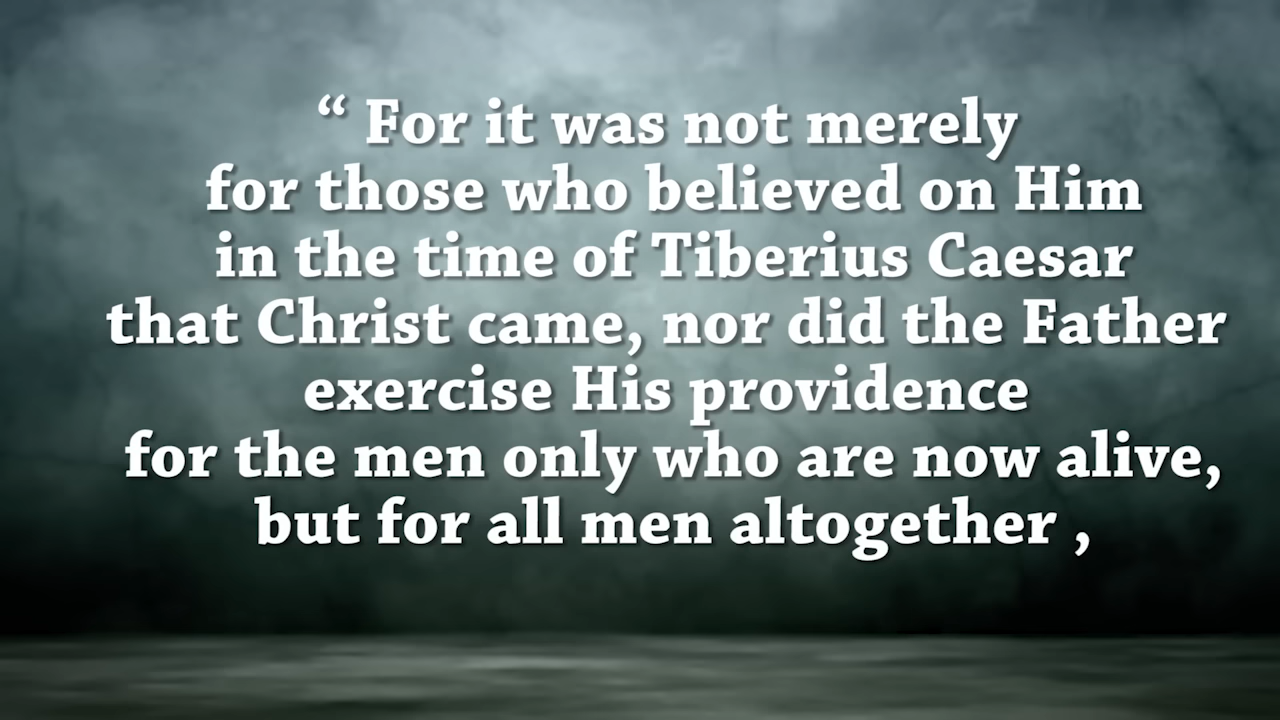 “ For it was not merely
for those who believed on Him
in the time of Tiberius Caesar
that Christ came, nor did the Father
exercise His providence
for the men only who are now alive,
but for all men altogether ,